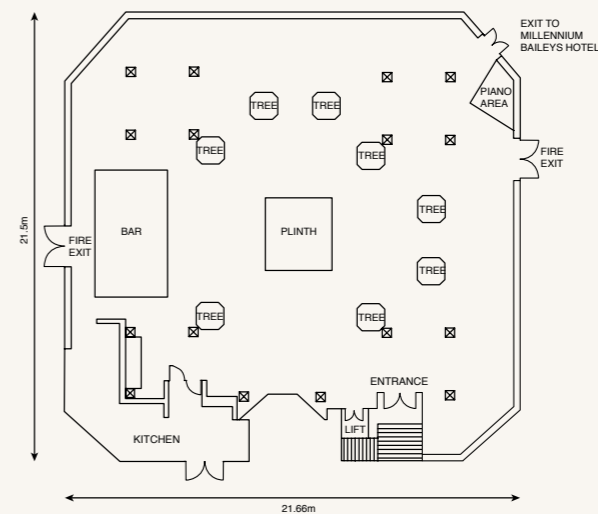 EXIT TO
MILLENNIUM
BAILEYS HOTEL
PIANO
AREA
TREE
TREE
TREE
TREE
FIRE
EXIT
TREE
BAR
PLINTH
21.5m
FIRE
EXIT
TREE
TREE
TREE
ENTRANCE
LIFT
KITCHEN
21.66m